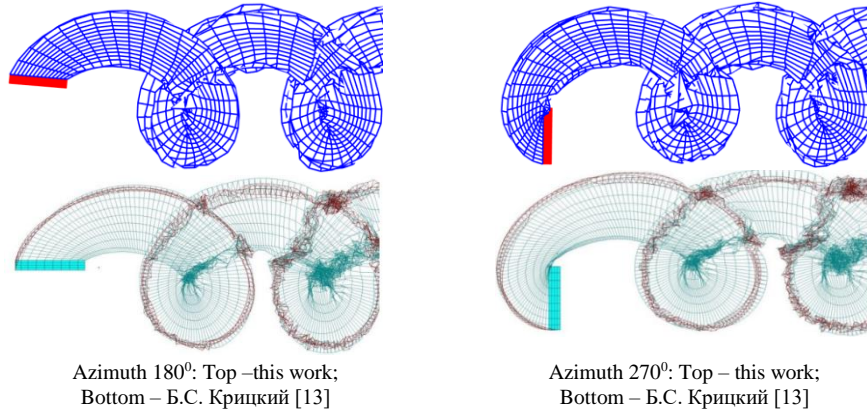 Azimuth 180⁰: Top –this work;
Bottom – Б.С. Крицкий [13]
Azimuth 270⁰: Top – this work;
Bottom – Б.С. Крицкий [13]